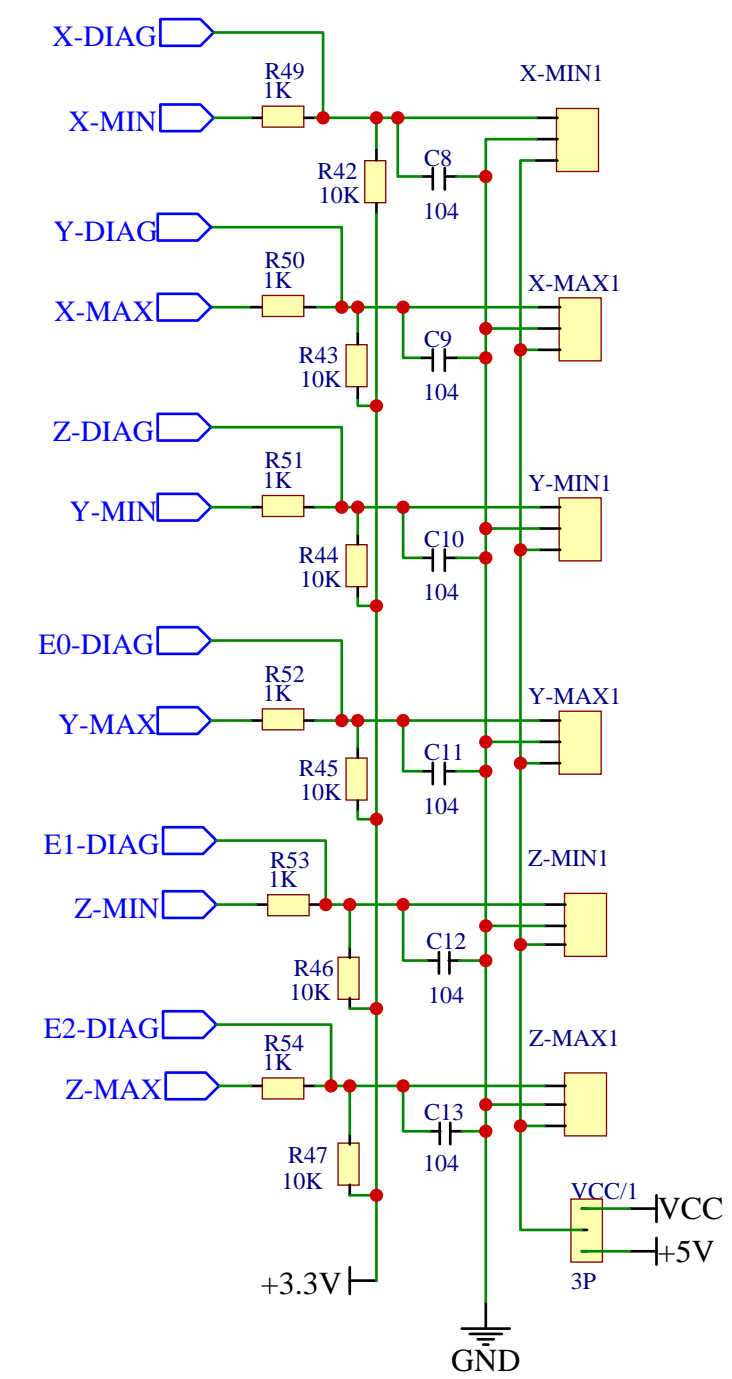 X-DIAG
R49
1K
X-MIN1
X-MIN
C8
R42
10K
104
Y-DIAG
R50
1K
X-MAX1
X-MAX
C9
R43
10K
104
Z-DIAG
R51
1K
Y-MIN1
Y-MIN
C10
R44
10K
104
E0-DIAG
R52
1K
Y-MAX1
Y-MAX
C11
R45
10K
104
E1-DIAG
R53
1K
Z-MIN1
Z-MIN
C12
R46
10K
104
E2-DIAG
R54
1K
Z-MAX1
Z-MAX
C13
R47
10K
104
VCC/1
VCC
+5V
+3.3V
3P
GND